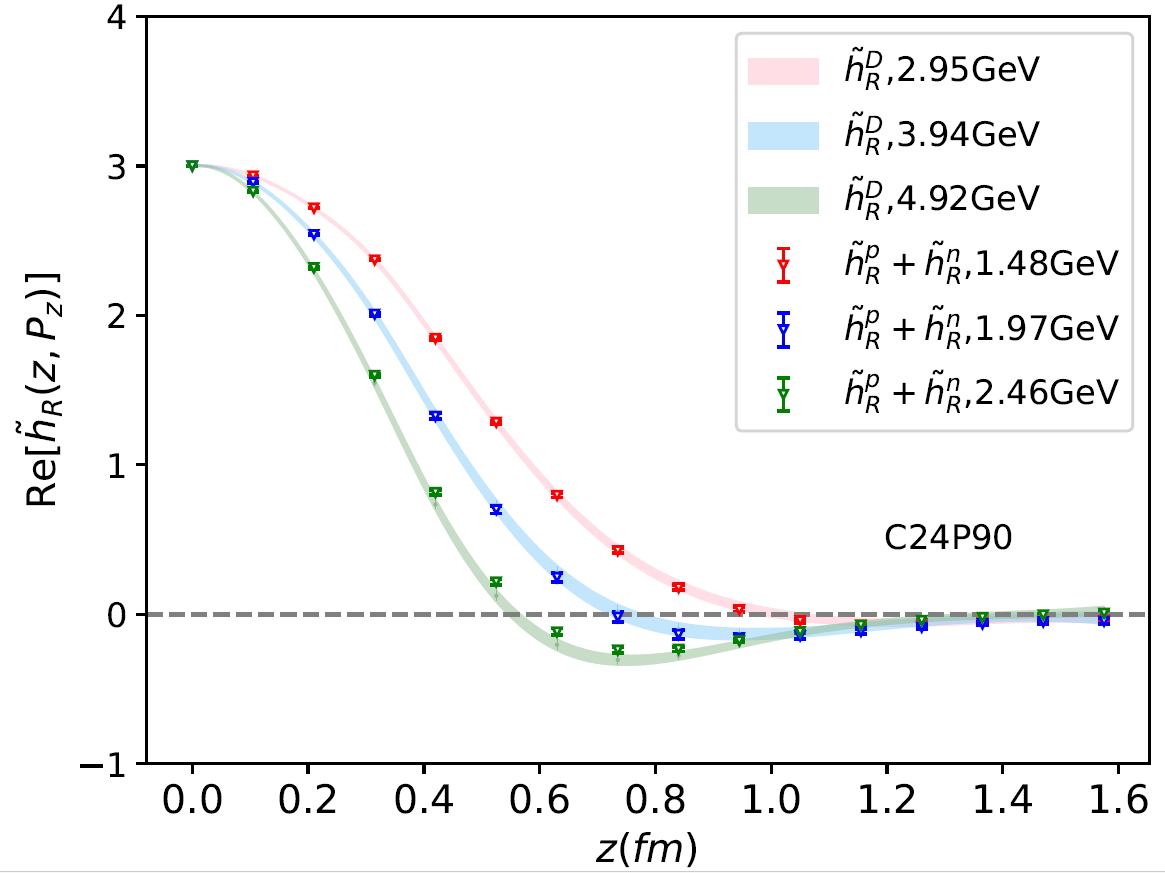 4
3
2
1
0
−1
Re[h̃_R(z, P_z)]
h̃_R^D,2.95GeV
h̃_R^D,3.94GeV
h̃_R^D,4.92GeV
h̃_R^p + h̃_R^n,1.48GeV
h̃_R^p + h̃_R^n,1.97GeV
h̃_R^p + h̃_R^n,2.46GeV
C24P90
0.0 0.2 0.4 0.6 0.8 1.0 1.2 1.4 1.6
z(fm)